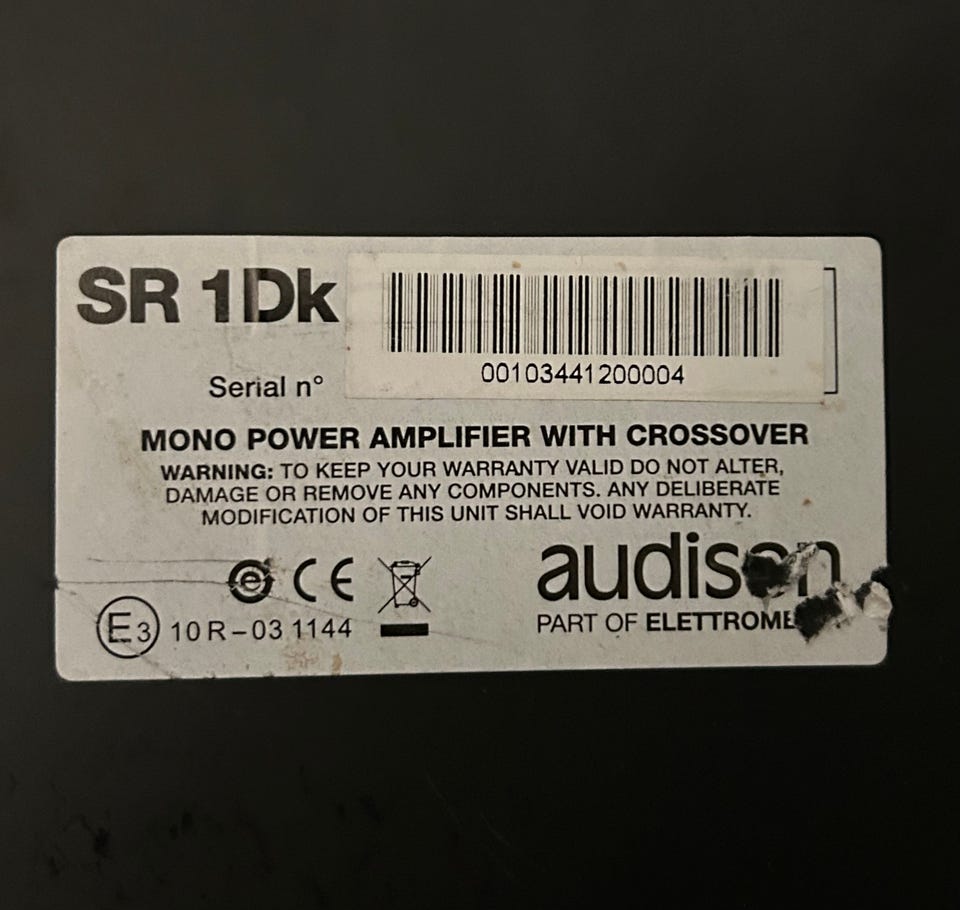 SR 1Dk
00103441200004
Serial n°
MONO POWER AMPLIFIER WITH CROSSOVER
WARNING: TO KEEP YOUR WARRANTY VALID DO NOT ALTER,
DAMAGE OR REMOVE ANY COMPONENTS. ANY DELIBERATE
MODIFICATION OF THIS UNIT SHALL VOID WARRANTY.
e CE
audison
E3 10R-03 1144
PART OF